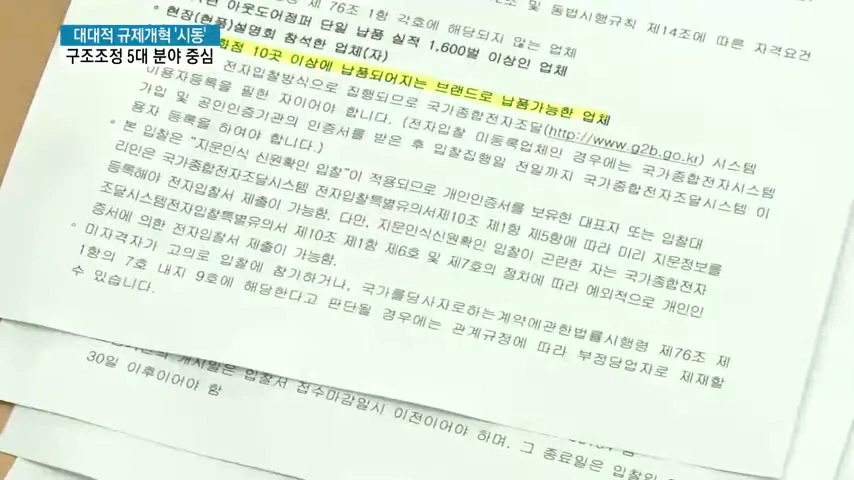 대대적 규제개혁 '시동'
구조조정 5대 분야 중심
제 76조 1항 각호에 해당되지 않는 업체
및 동법시행규칙 제14조에 따른 자격요건
아웃도어점퍼 단일 납품 실적 1,600벌 이상인 업체
• 현장(현품)설명회 참석한 업체(자)
10곳 이상에 납품되어지는 브랜드로 납품가능한 업체
전자입찰방식으로 집행되므로 국가종합전자조달(http://www.g2b.go.kr) 시스템
이용자등록을 필한 자이어야 합니다. (전자입찰 미등록업체인 경우에는 국가종합전자시스템
가입 및 공인인증기관의 인증서를 받은 후 입찰집행일 전일까지 국가종합전자조달시스템 이
용자 등록을 하여야 합니다.)
◦ 본 입찰은 “지문인식 신원확인 입찰”이 적용되므로 개인인증서를 보유한 대표자 또는 입찰대
리인은 국가종합전자조달시스템 전자입찰특별유의서제10조 제1항 제5항에 따라 미리 지문정보를
등록해야 전자입찰서 제출이 가능함. 다만, 지문인식신원확인 입찰이 곤란한 자는 국가종합전자
조달시스템전자입찰특별유의서 제10조 제1항 제6호 및 제7호의 절차에 따라 예외적으로 개인인
증서에 의한 전자입찰서 제출이 가능함.
◦ 미자격자가 고의로 입찰에 참가하거나, 국가를당사자로하는계약에관한법률시행령 제76조 제
1항의 7호 내지 9호에 해당한다고 판단될 경우에는 관계규정에 따라 부정당업자로 제재할
수 있습니다.
개시일은 입찰서 접수마감일시 이전이어야 하며, 그 종료일은 입찰일
30일 이후이어야 함